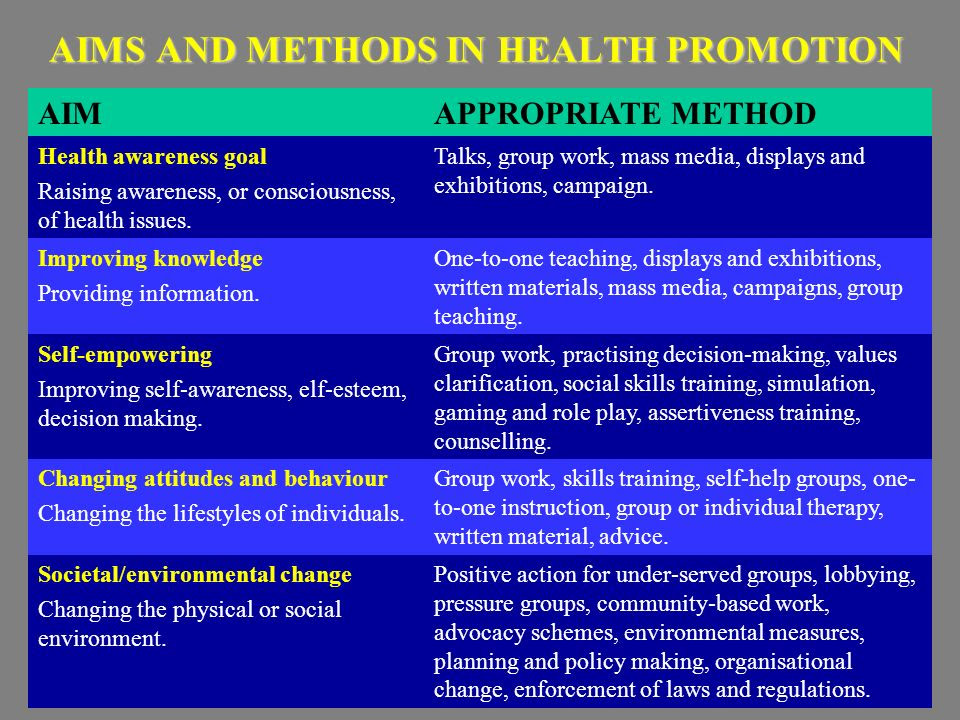 AIMS AND METHODS IN HEALTH PROMOTION
AIM
APPROPRIATE METHOD
Health awareness goal
Raising awareness, or consciousness,
of health issues.
Talks, group work, mass media, displays and
exhibitions, campaign.
Improving knowledge
Providing information.
One-to-one teaching, displays and exhibitions,
written materials, mass media, campaigns, group
teaching.
Self-empowering
Improving self-awareness, elf-esteem,
decision making.
Group work, practising decision-making, values
clarification, social skills training, simulation,
gaming and role play, assertiveness training,
counselling.
Changing attitudes and behaviour
Changing the lifestyles of individuals.
Group work, skills training, self-help groups, one-
to-one instruction, group or individual therapy,
written material, advice.
Societal/environmental change
Changing the physical or social
environment.
Positive action for under-served groups, lobbying,
pressure groups, community-based work,
advocacy schemes, environmental measures,
planning and policy making, organisational
change, enforcement of laws and regulations.